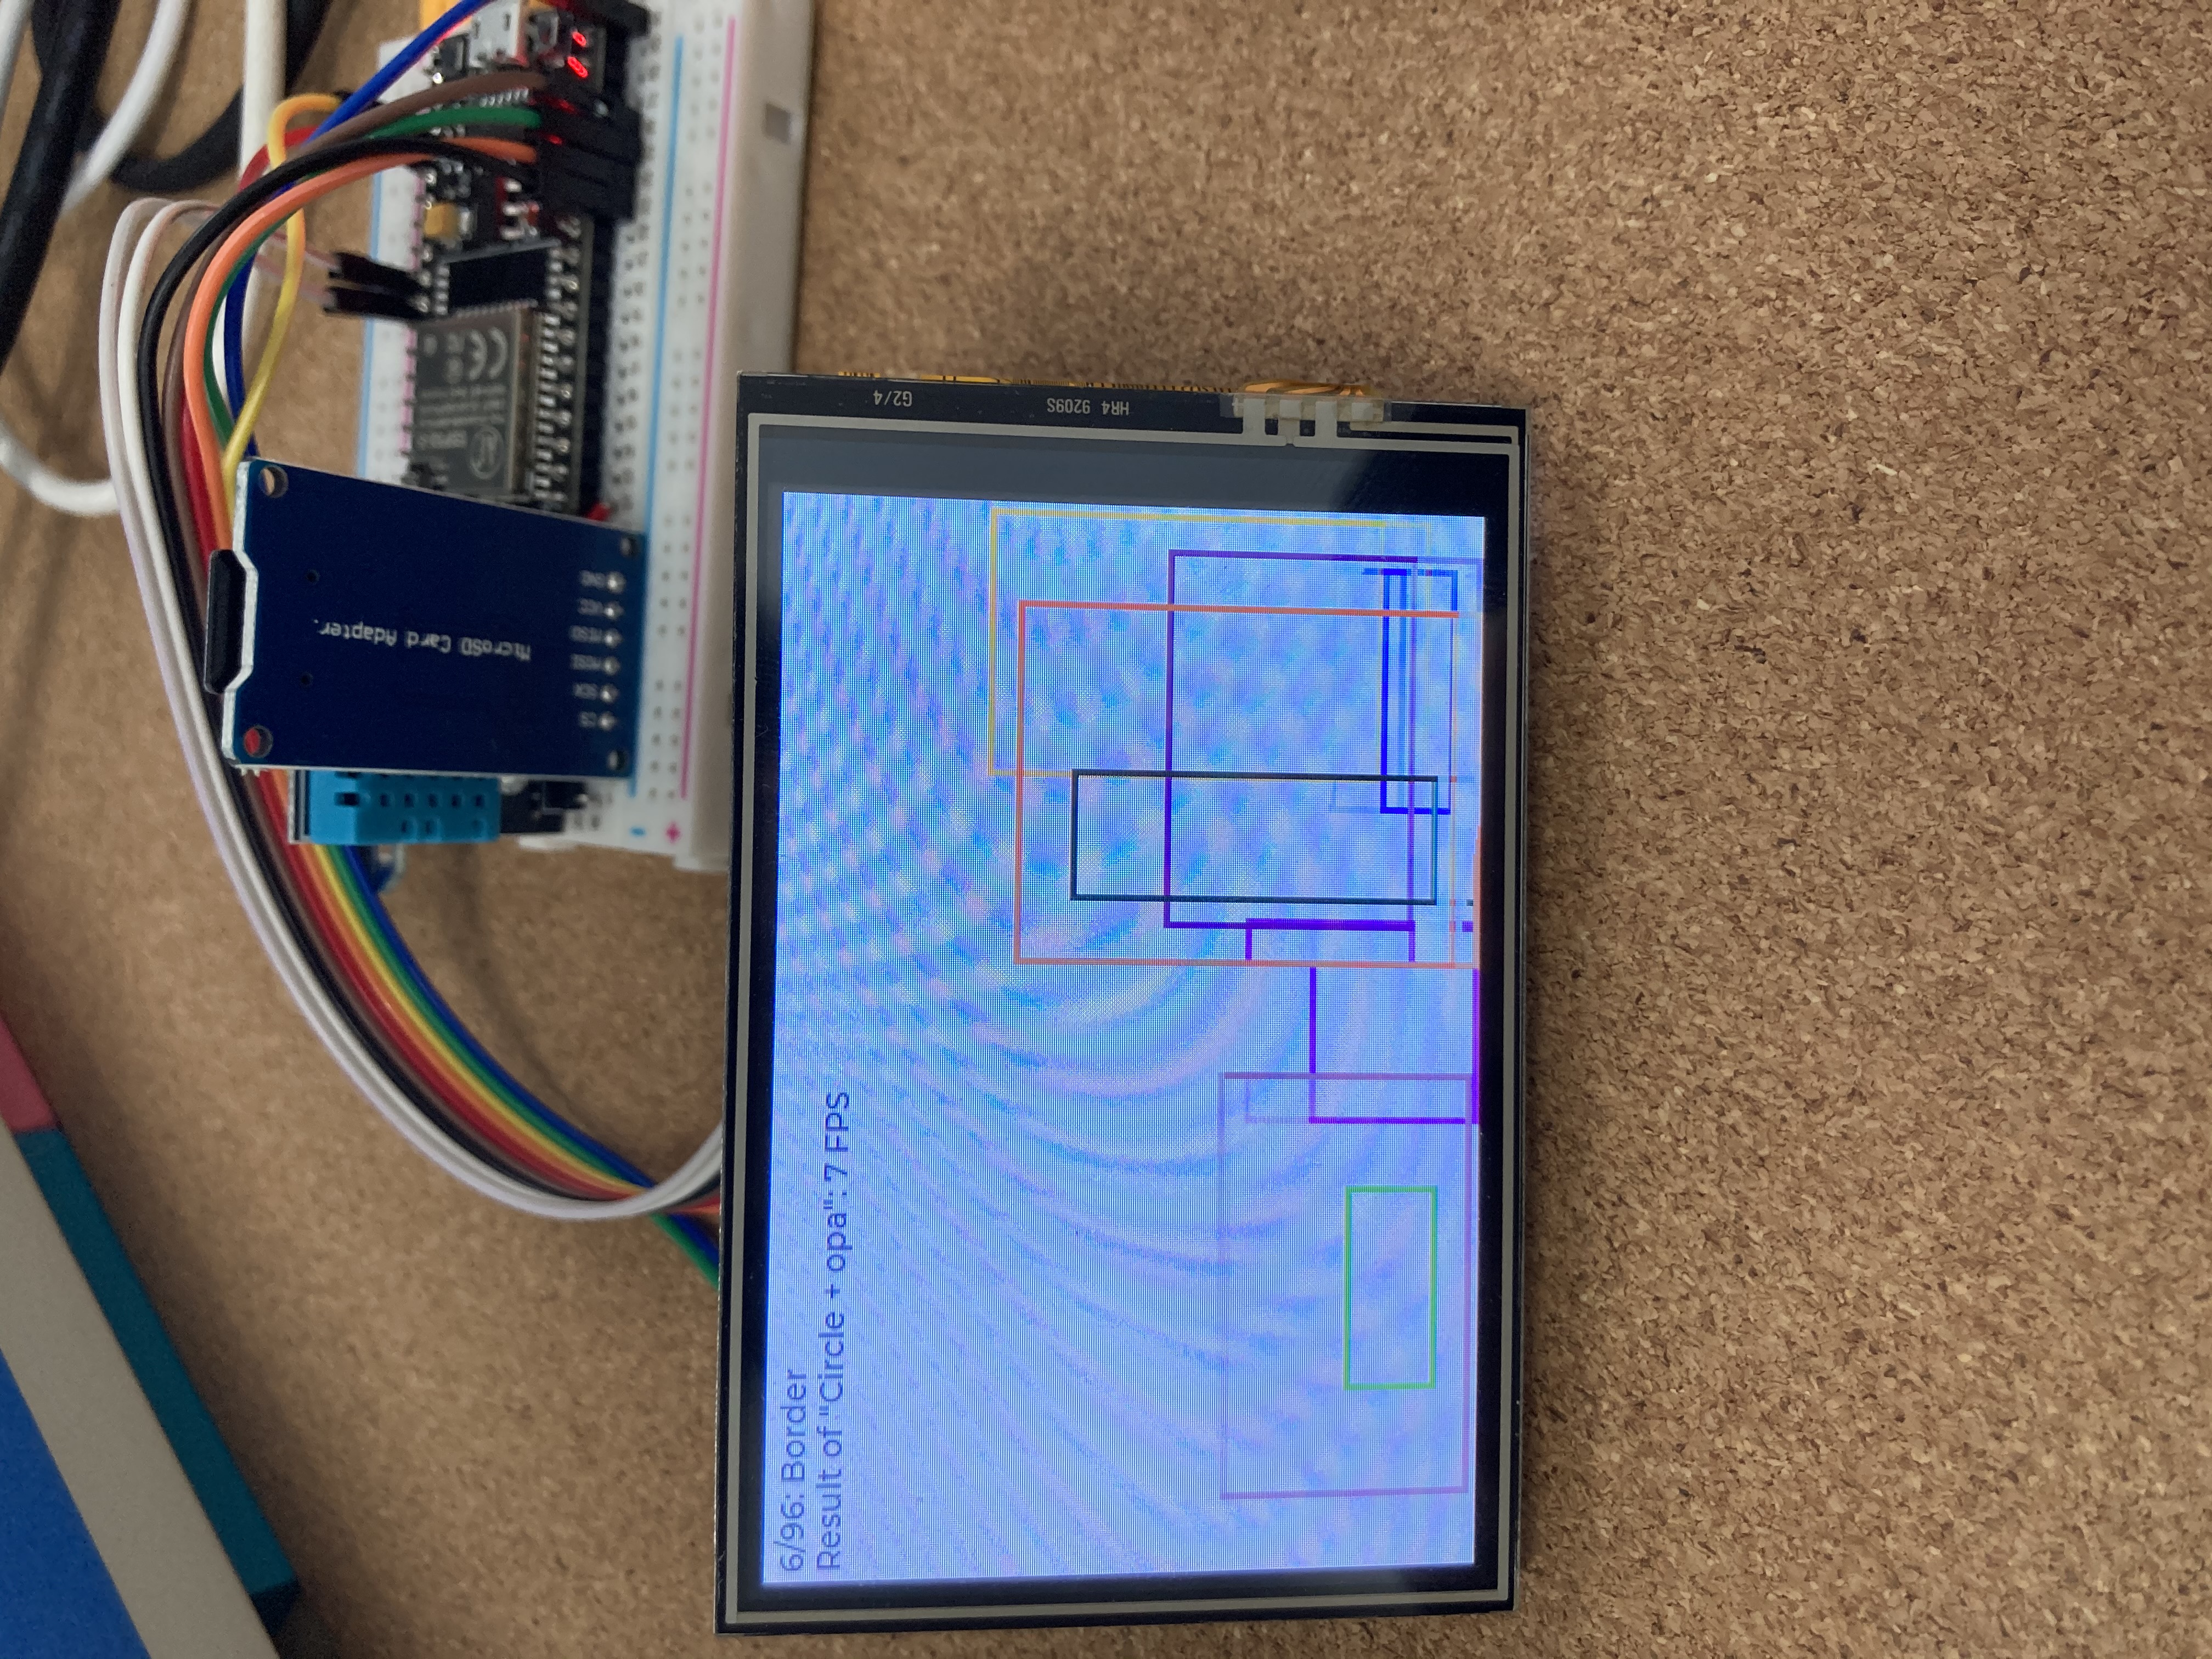 6/96: Border
Result of "Circle + opa": 7 FPS
MicroSD Card Adapter.
CS
SCK
MOSI
MISO
VCC
GND
CE
- 
+
G2/4
HR4 9209S